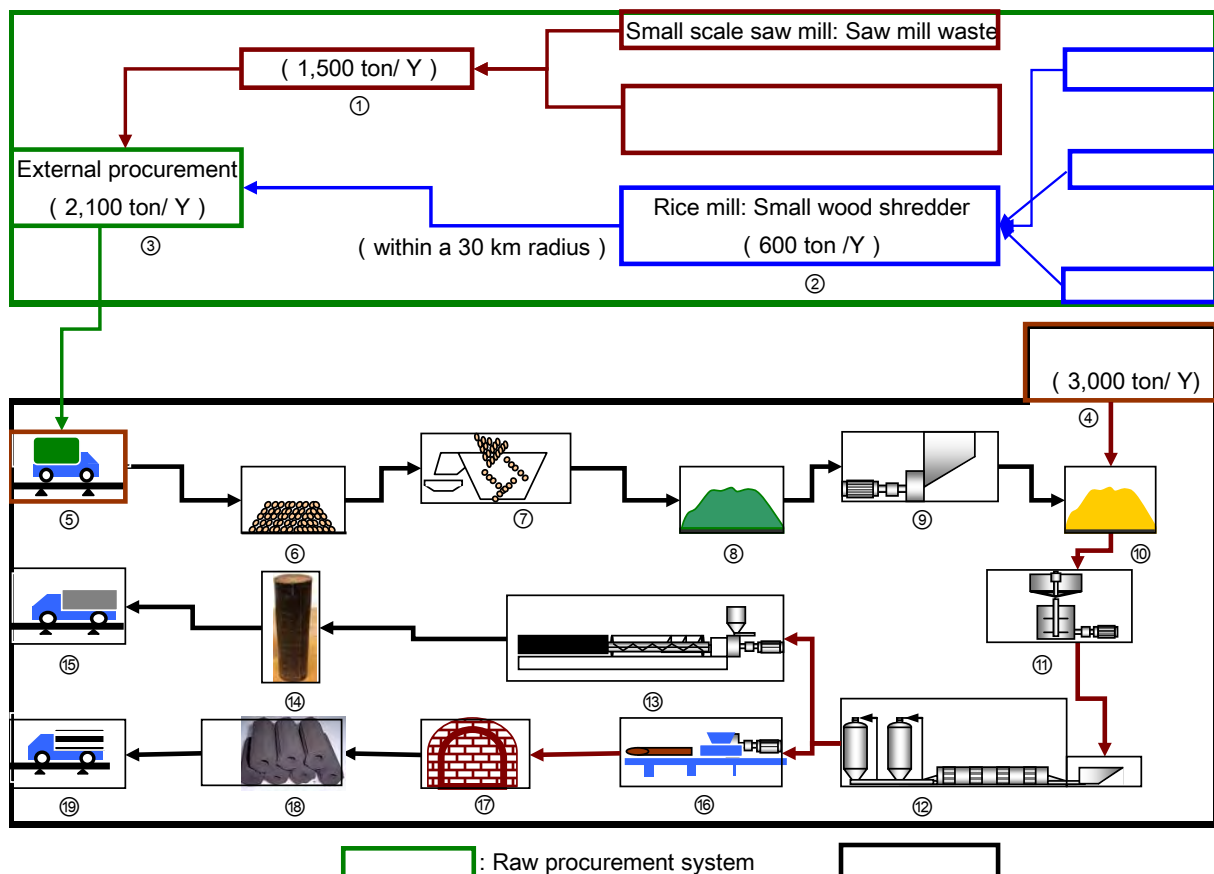 Small scale saw mill: Saw mill waste
( 1,500 ton/ Y )
①
External procurement
( 2,100 ton/ Y )
③
( within a 30 km radius )
Rice mill: Small wood shredder
( 600 ton /Y )
②
( 3,000 ton/ Y)
④
⑤
⑥
⑦
⑧
⑨
⑩
⑪
⑮
⑭
⑬
⑫
⑲
⑱
⑰
⑯
: Raw procurement system